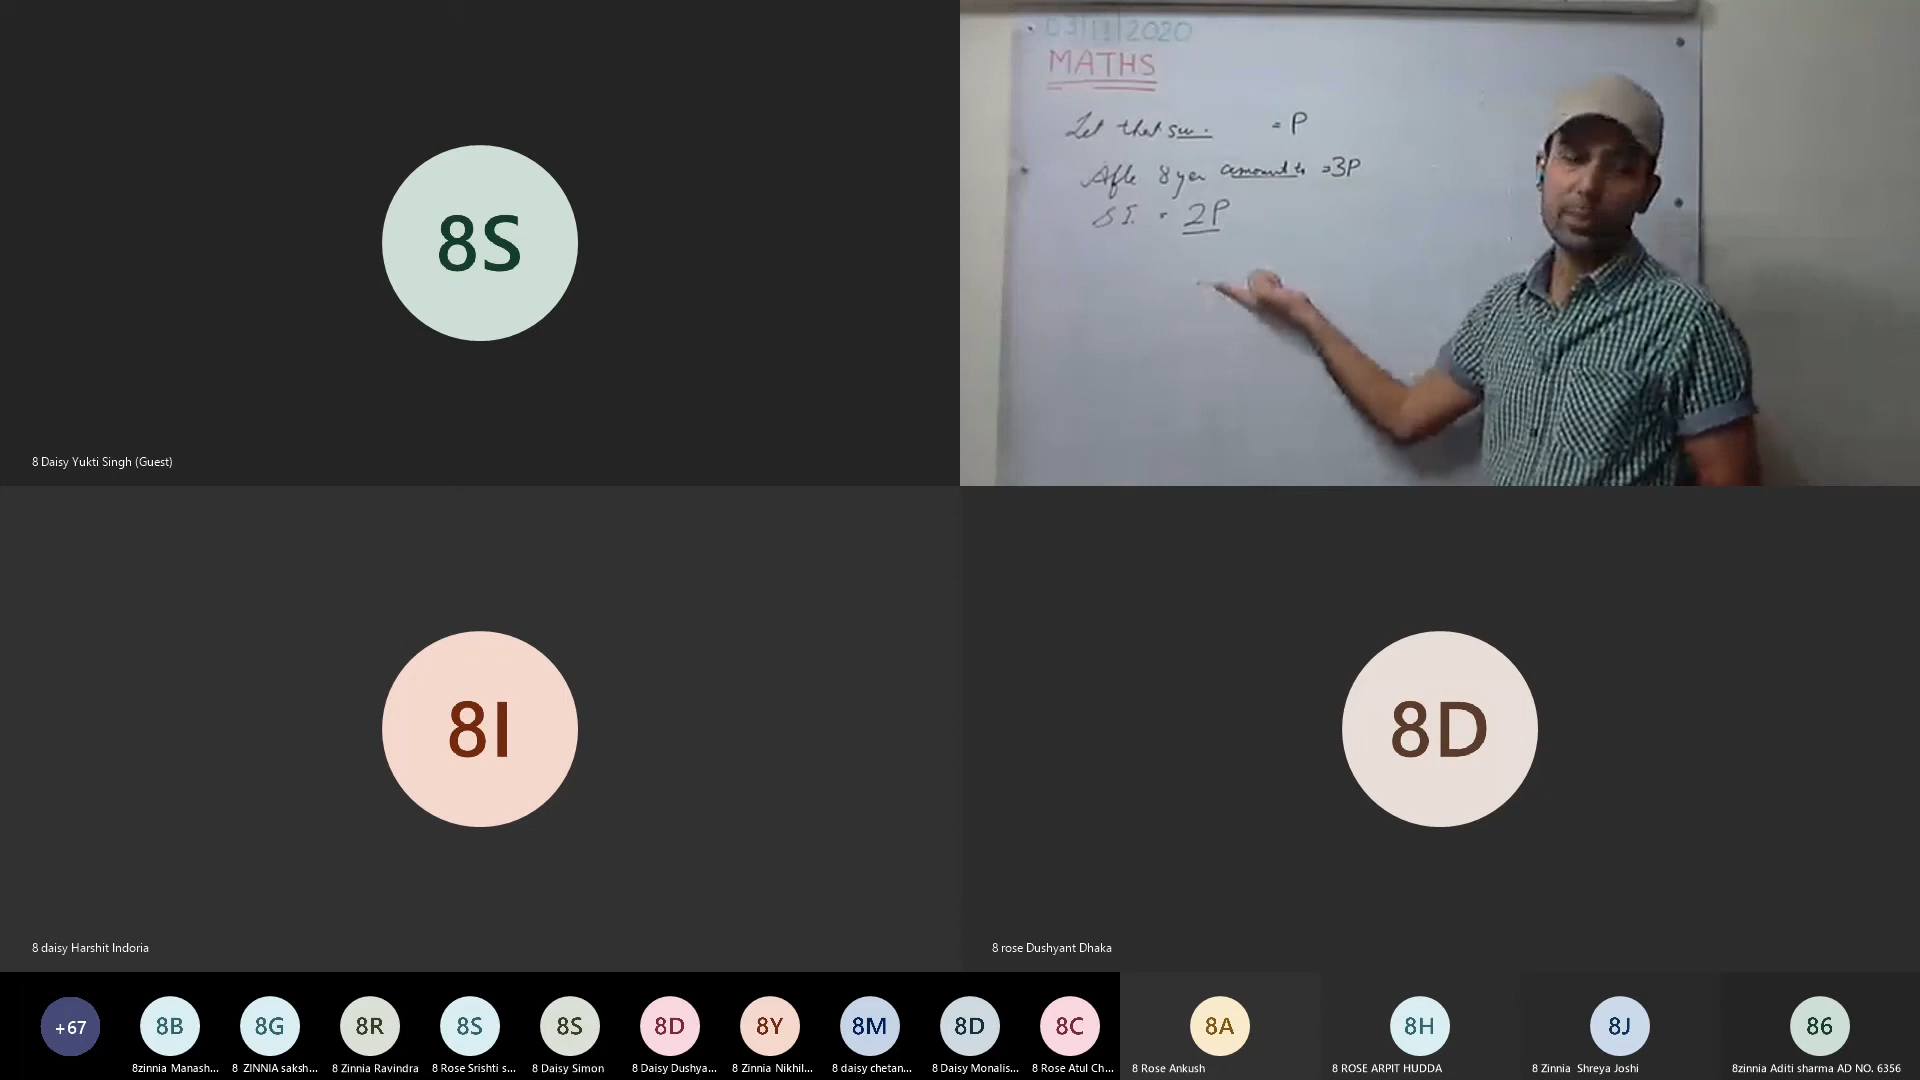 8S
8 Daisy Yukti Singh (Guest)
03|11|2020
MATHS
Let that su. = P
Afte 8 yer amount to = 3P
S I. = 2P
8I
8 daisy Harshit Indoria
8D
8 rose Dushyant Dhaka
+67
8B
8G
8R
8S
8S
8D
8Y
8M
8D
8C
8A
8H
8J
86
8zinnia Manash...
8 ZINNIA saksh...
8 Zinnia Ravindra
8 Rose Srishti s...
8 Daisy Simon
8 Daisy Dushya...
8 Zinnia Nikhil...
8 daisy chetan...
8 Daisy Monalis...
8 Rose Atul Ch...
8 Rose Ankush
8 ROSE ARPIT HUDDA
8 Zinnia Shreya Joshi
8zinnia Aditi sharma AD NO. 6356